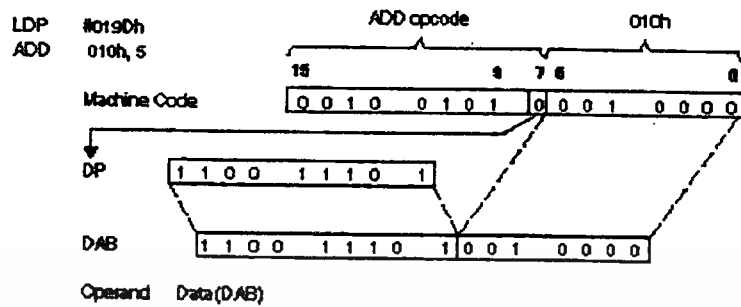 LDP #019Dh
ADD 010h, 5
ADD opcode 010h
15 8 7 6 0
Machine Code 0 0 1 0 0 1 0 1 0 0 0 1 0 0 0 0
DP 1 1 0 0 1 1 1 0 1
DAB 1 1 0 0 1 1 1 0 1 0 0 1 0 0 0 0
Operand Data(DAB)